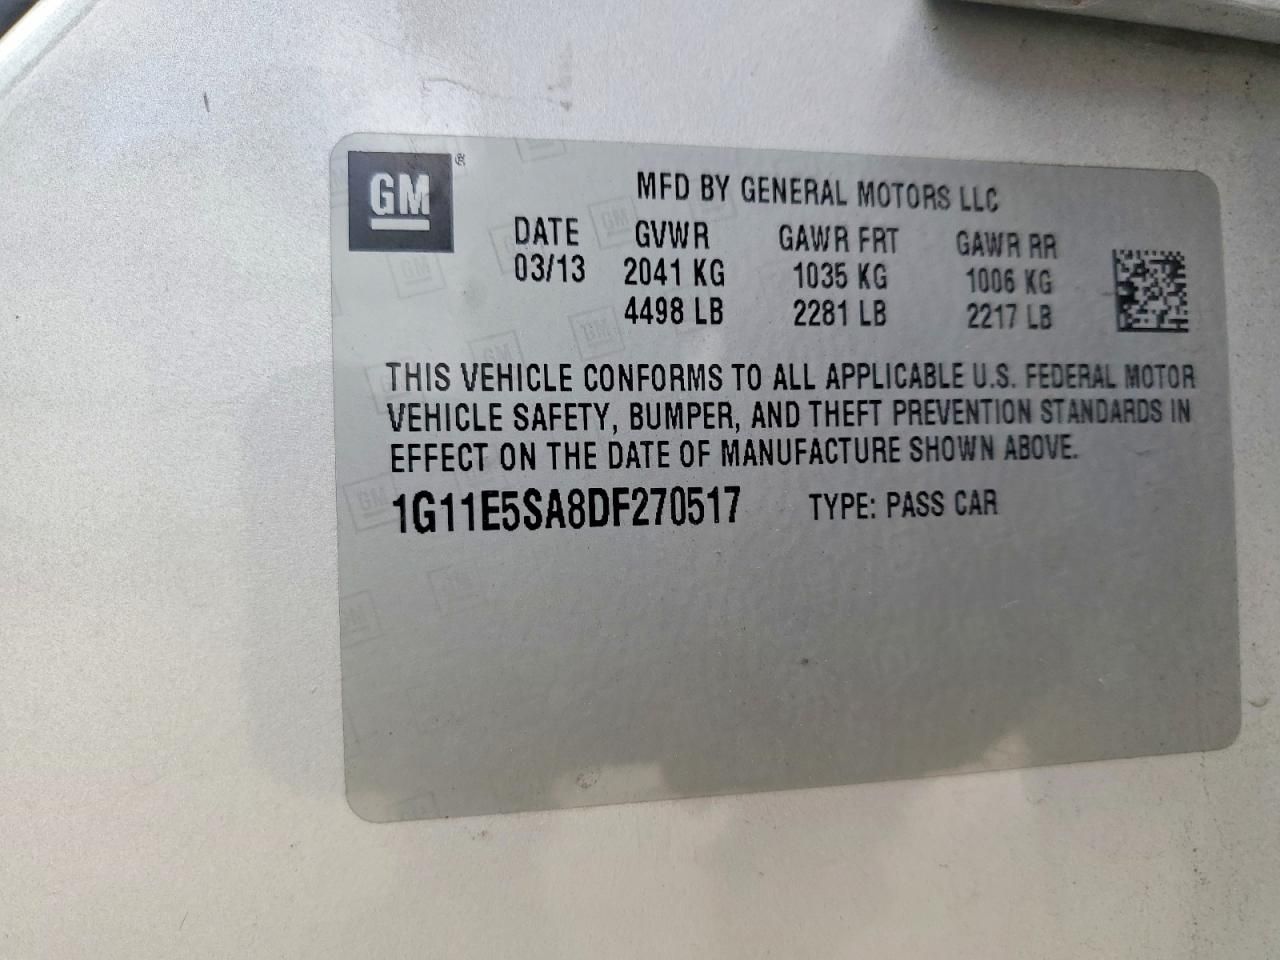 GM ®
MFD BY GENERAL MOTORS LLC
DATE GVWR GAWR FRT GAWR RR
03/13 2041 KG 1035 KG 1006 KG
4498 LB 2281 LB 2217 LB
THIS VEHICLE CONFORMS TO ALL APPLICABLE U.S. FEDERAL MOTOR
VEHICLE SAFETY, BUMPER, AND THEFT PREVENTION STANDARDS IN
EFFECT ON THE DATE OF MANUFACTURE SHOWN ABOVE.
1G11E5SA8DF270517 TYPE: PASS CAR